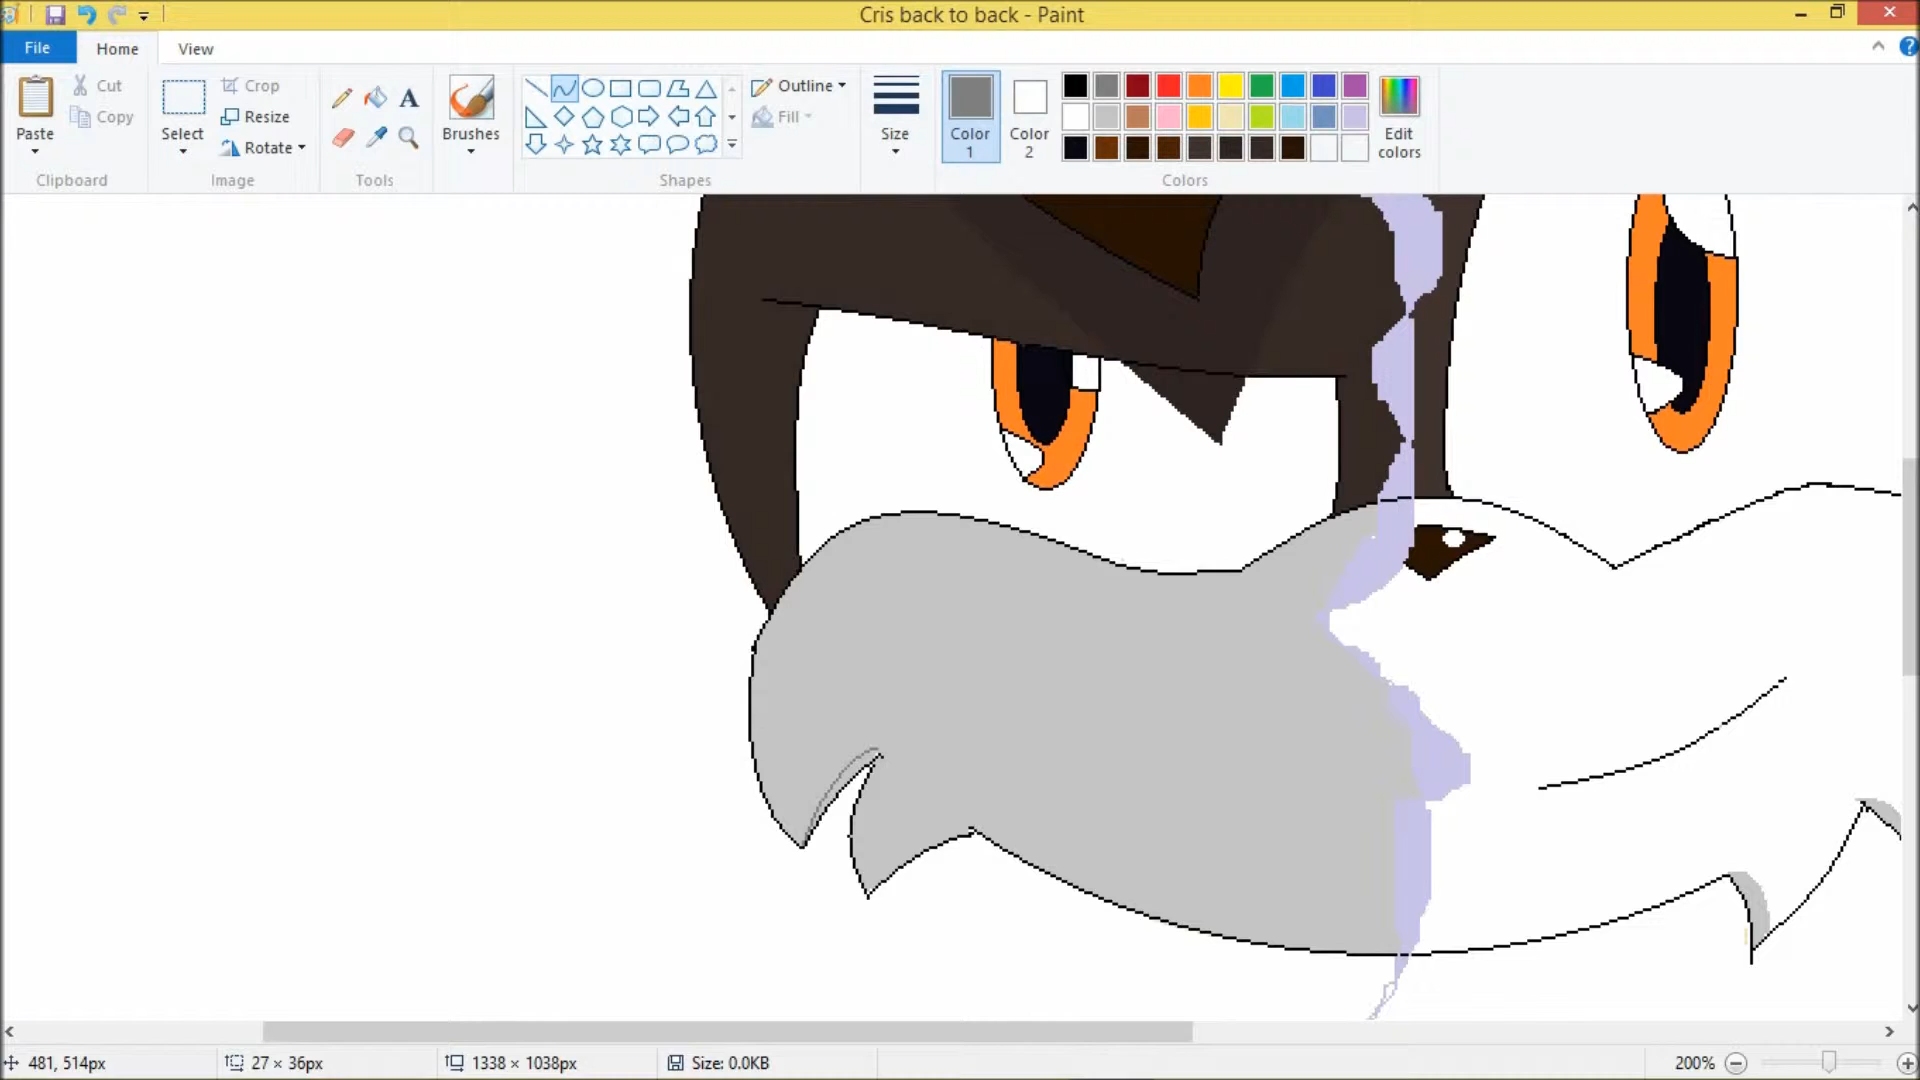 Cris back to back - Paint
File Home View
Paste
Cut
Copy
Clipboard
Select
Crop
Resize
Rotate
Image
A
Tools
Brushes
Shapes
Outline
Fill
Size
Color 1
Color 2
Edit colors
Colors
?
481, 514px
27 × 36px
1338 × 1038px
Size: 0.0KB
200%